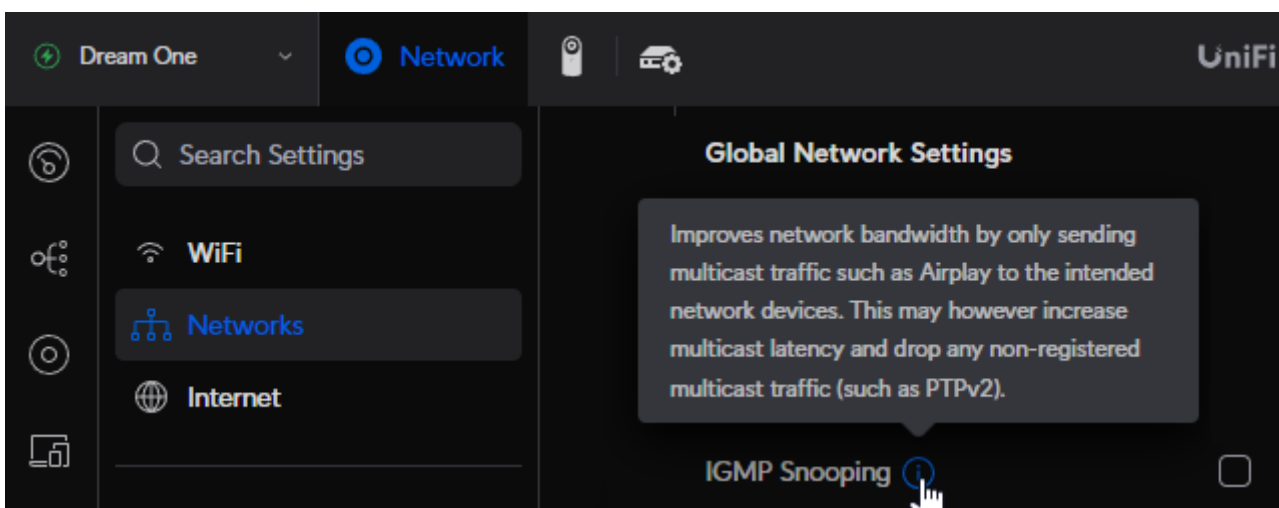 Dream One
Network
UniFi
Search Settings
WiFi
Networks
Internet
Global Network Settings
Improves network bandwidth by only sending
multicast traffic such as Airplay to the intended
network devices. This may however increase
multicast latency and drop any non-registered
multicast traffic (such as PTPv2).
IGMP Snooping